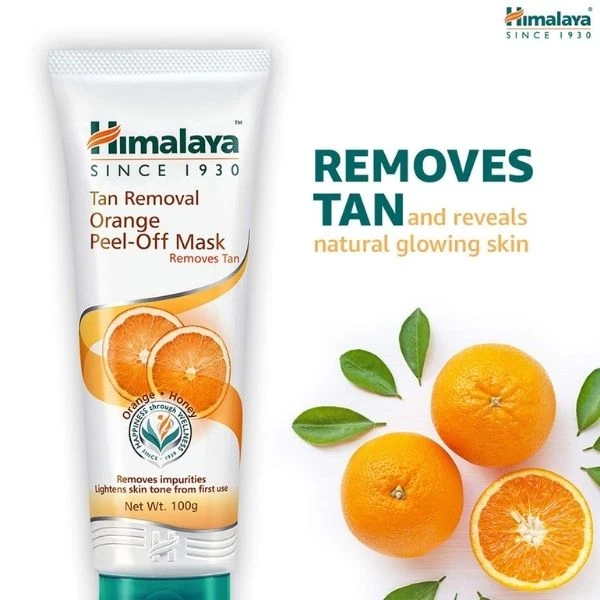 Himalaya
SINCE 1930
Himalaya™
SINCE 1930
Tan Removal
Orange
Peel-Off Mask
Removes Tan
Orange • Honey
HAPPINESS through WELLNESS
SINCE - 1930
Removes impurities
Lightens skin tone from first use
Net Wt. 100g
REMOVES
TAN and reveals
natural glowing skin